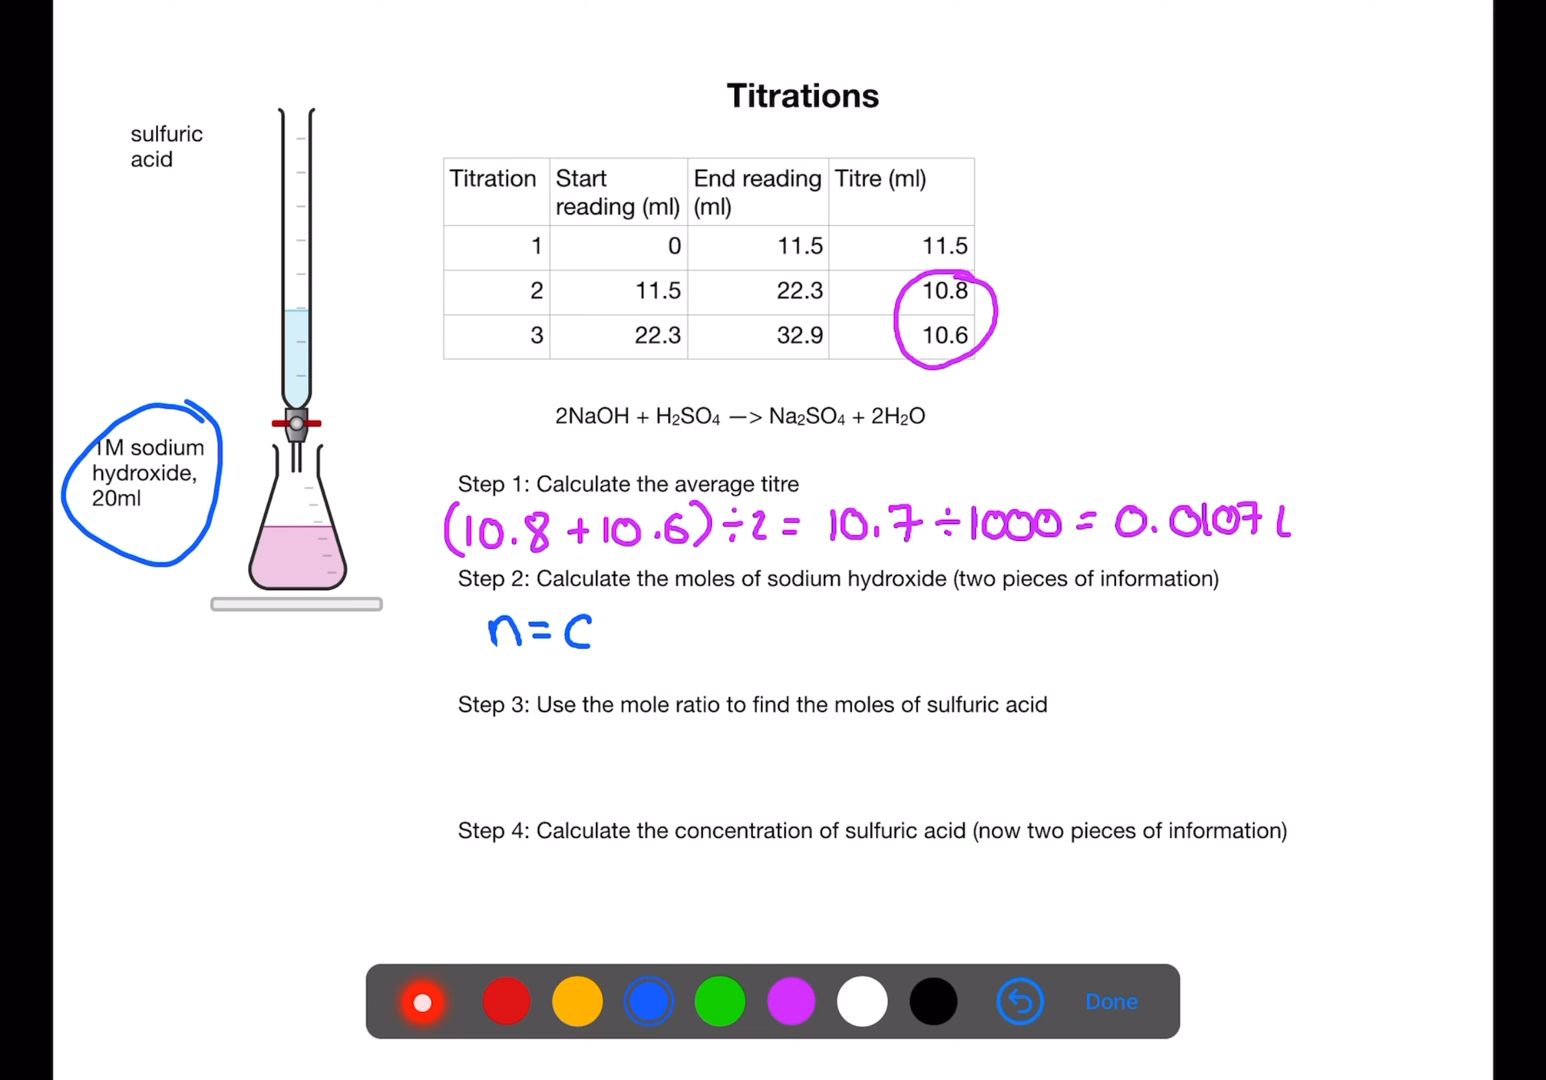 Titrations
sulfuric
acid
Titration Start reading (ml) End reading (ml) Titre (ml)
1 0 11.5 11.5
2 11.5 22.3 10.8
3 22.3 32.9 10.6
2NaOH + H₂SO₄ —> Na₂SO₄ + 2H₂O
1M sodium
hydroxide,
20ml
Step 1: Calculate the average titre
(10.8 + 10.6) ÷ 2 = 10.7 ÷ 1000 = 0.0107 L
Step 2: Calculate the moles of sodium hydroxide (two pieces of information)
n = c
Step 3: Use the mole ratio to find the moles of sulfuric acid
Step 4: Calculate the concentration of sulfuric acid (now two pieces of information)
Done